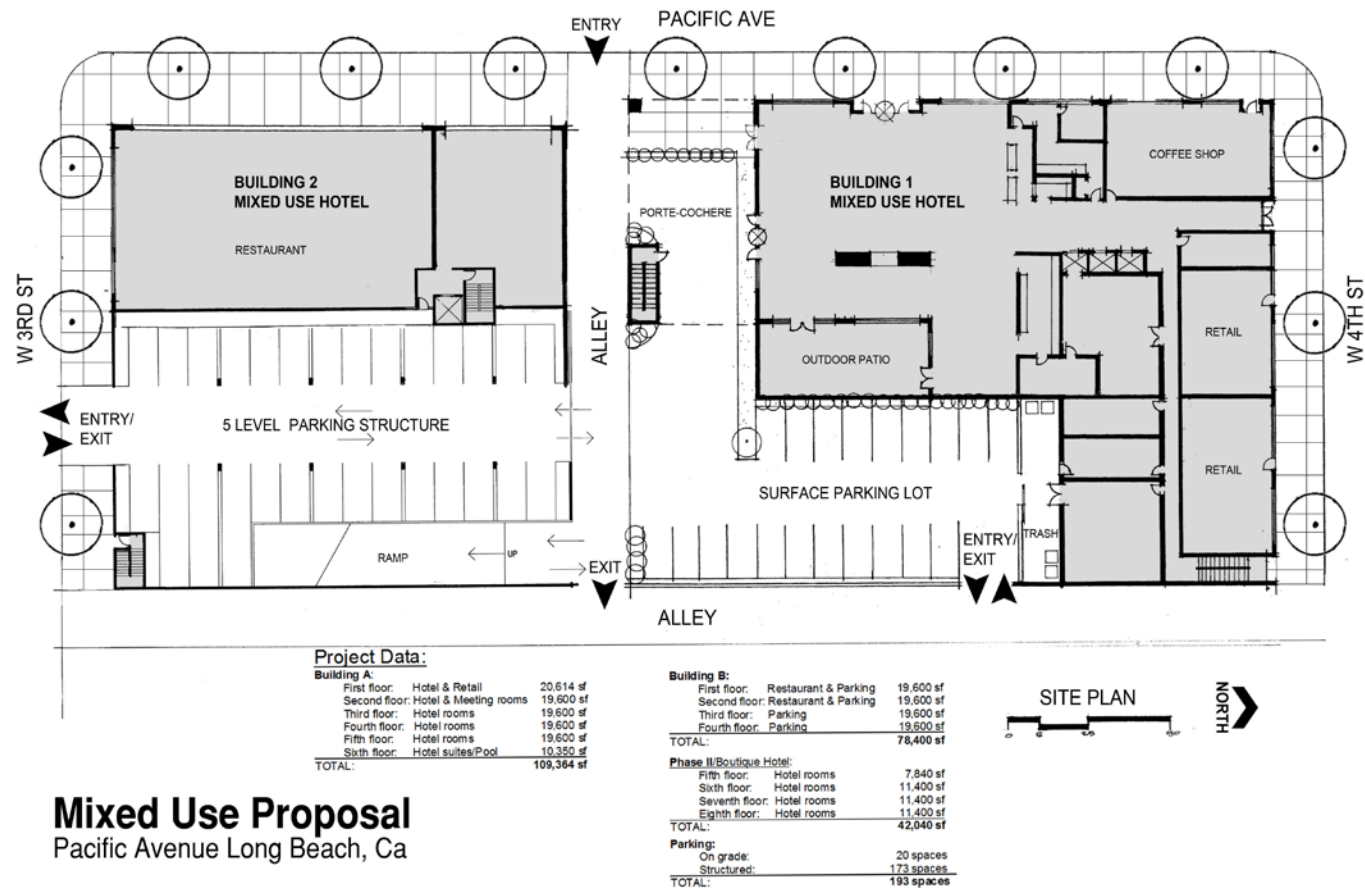 PACIFIC AVE
ENTRY
BUILDING 2
MIXED USE HOTEL
RESTAURANT
PORTE-COCHERE
BUILDING 1
MIXED USE HOTEL
COFFEE SHOP
W 3RD ST
ALLEY
OUTDOOR PATIO
RETAIL
W 4TH ST
ENTRY/
EXIT
5 LEVEL PARKING STRUCTURE
SURFACE PARKING LOT
RETAIL
RAMP
UP
EXIT
ENTRY/
EXIT
TRASH
ALLEY
Project Data:
Building A:
First floor: Hotel & Retail 20,614 sf
Second floor: Hotel & Meeting rooms 19,600 sf
Third floor: Hotel rooms 19,600 sf
Fourth floor: Hotel rooms 19,600 sf
Fifth floor: Hotel rooms 19,600 sf
Sixth floor: Hotel suites/Pool 10,350 sf
TOTAL: 109,364 sf
Building B:
First floor: Restaurant & Parking 19,600 sf
Second floor: Restaurant & Parking 19,600 sf
Third floor: Parking 19,600 sf
Fourth floor: Parking 19,600 sf
TOTAL: 78,400 sf
Phase II/Boutique Hotel:
Fifth floor: Hotel rooms 7,840 sf
Sixth floor: Hotel rooms 11,400 sf
Seventh floor: Hotel rooms 11,400 sf
Eighth floor: Hotel rooms 11,400 sf
TOTAL: 42,040 sf
Parking:
On grade: 20 spaces
Structured: 173 spaces
TOTAL: 193 spaces
SITE PLAN
NORTH
Mixed Use Proposal
Pacific Avenue Long Beach, Ca